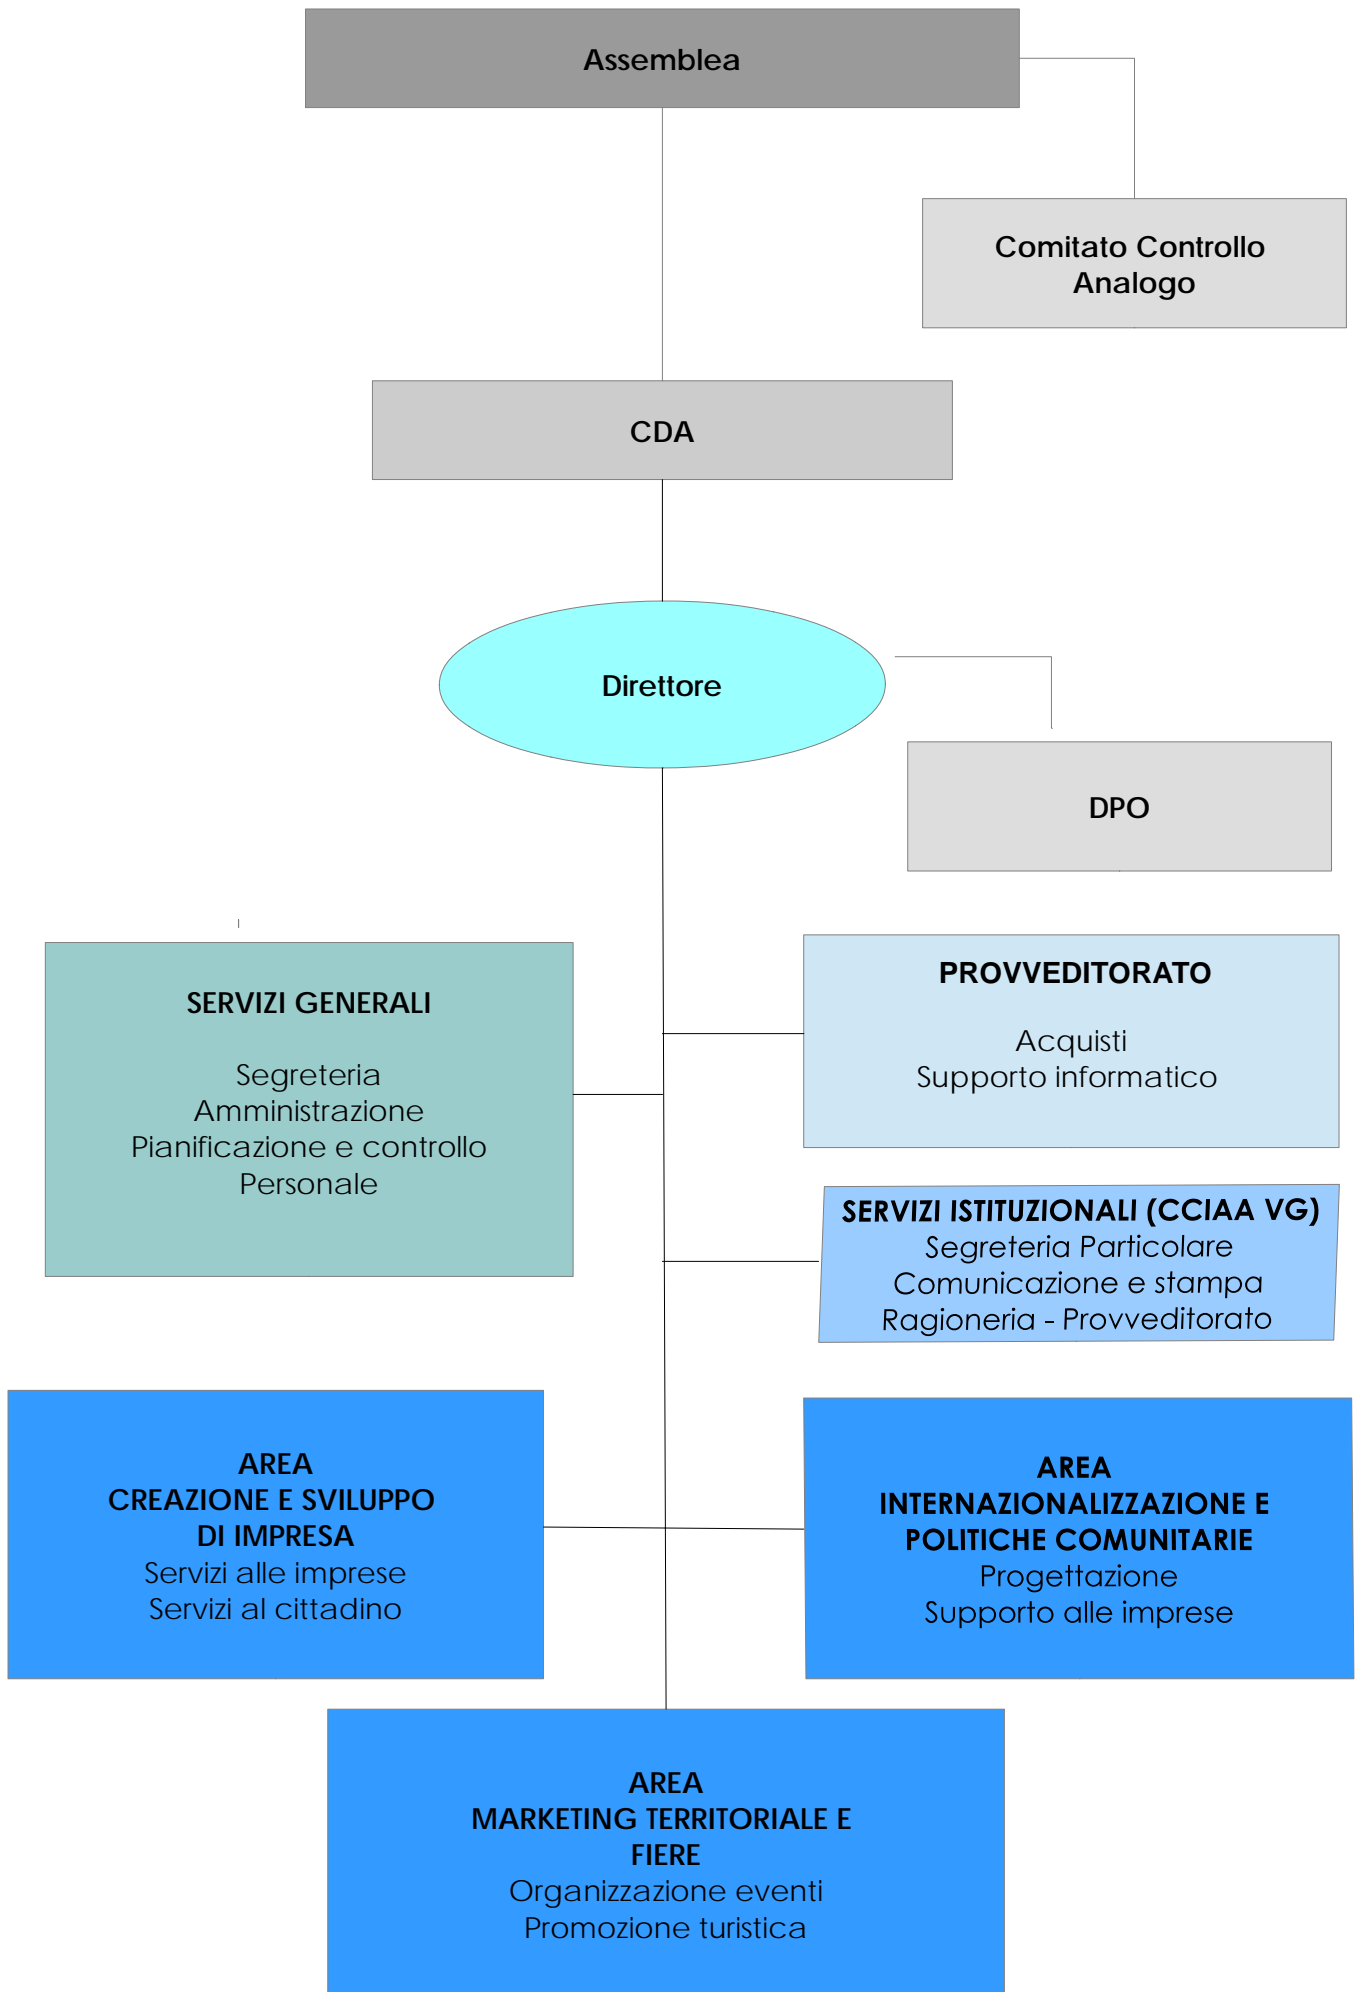 Assemblea
Comitato Controllo
Analogo
CDA
Direttore
DPO
SERVIZI GENERALI
Segreteria
Amministrazione
Pianificazione e controllo
Personale
PROVVEDITORATO
Acquisti
Supporto informatico
SERVIZI ISTITUZIONALI (CCIAA VG)
Segreteria Particolare
Comunicazione e stampa
Ragioneria - Provveditorato
AREA
CREAZIONE E SVILUPPO
DI IMPRESA
Servizi alle imprese
Servizi al cittadino
AREA
INTERNAZIONALIZZAZIONE E
POLITICHE COMUNITARIE
Progettazione
Supporto alle imprese
AREA
MARKETING TERRITORIALE E
FIERE
Organizzazione eventi
Promozione turistica